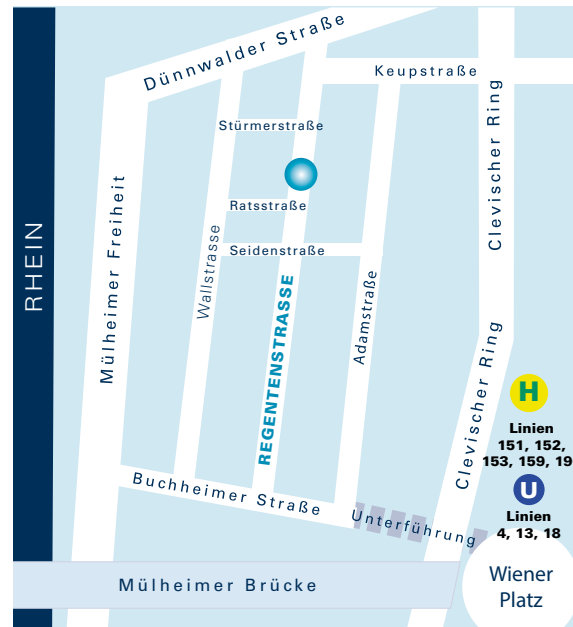 Dünnwalder Straße
Keupstraße
Stürmerstraße
Clevischer Ring
Mülheimer Freiheit
Ratsstraße
RHEIN
Wallstrasse
Seidenstraße
REGENTENSTRASSE
Adamstraße
Clevischer Ring
H
Linien
151, 152,
153, 159, 19
U
Linien
4, 13, 18
Buchheimer Straße
Unterführung
Mülheimer Brücke
Wiener
Platz